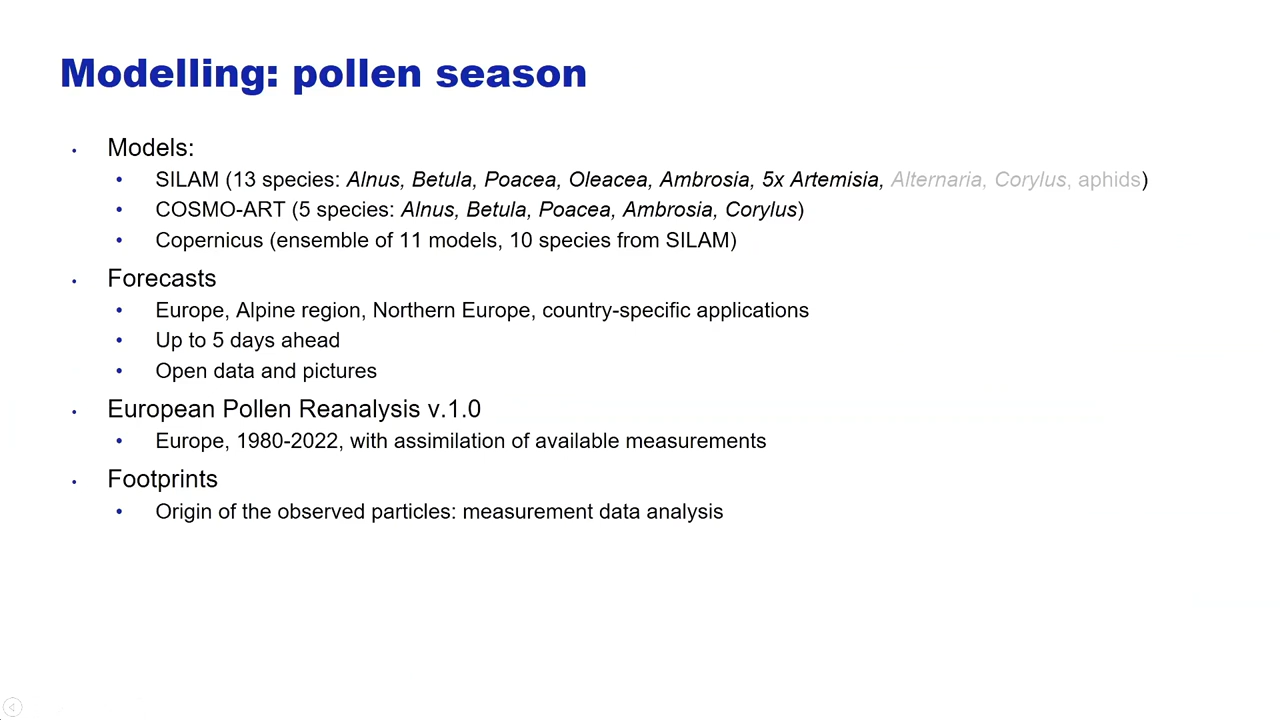 Modelling: pollen season
• Models:
• SILAM (13 species: Alnus, Betula, Poacea, Oleacea, Ambrosia, 5x Artemisia, Alternaria, Corylus, aphids)
• COSMO-ART (5 species: Alnus, Betula, Poacea, Ambrosia, Corylus)
• Copernicus (ensemble of 11 models, 10 species from SILAM)
• Forecasts
• Europe, Alpine region, Northern Europe, country-specific applications
• Up to 5 days ahead
• Open data and pictures
• European Pollen Reanalysis v.1.0
• Europe, 1980-2022, with assimilation of available measurements
• Footprints
• Origin of the observed particles: measurement data analysis